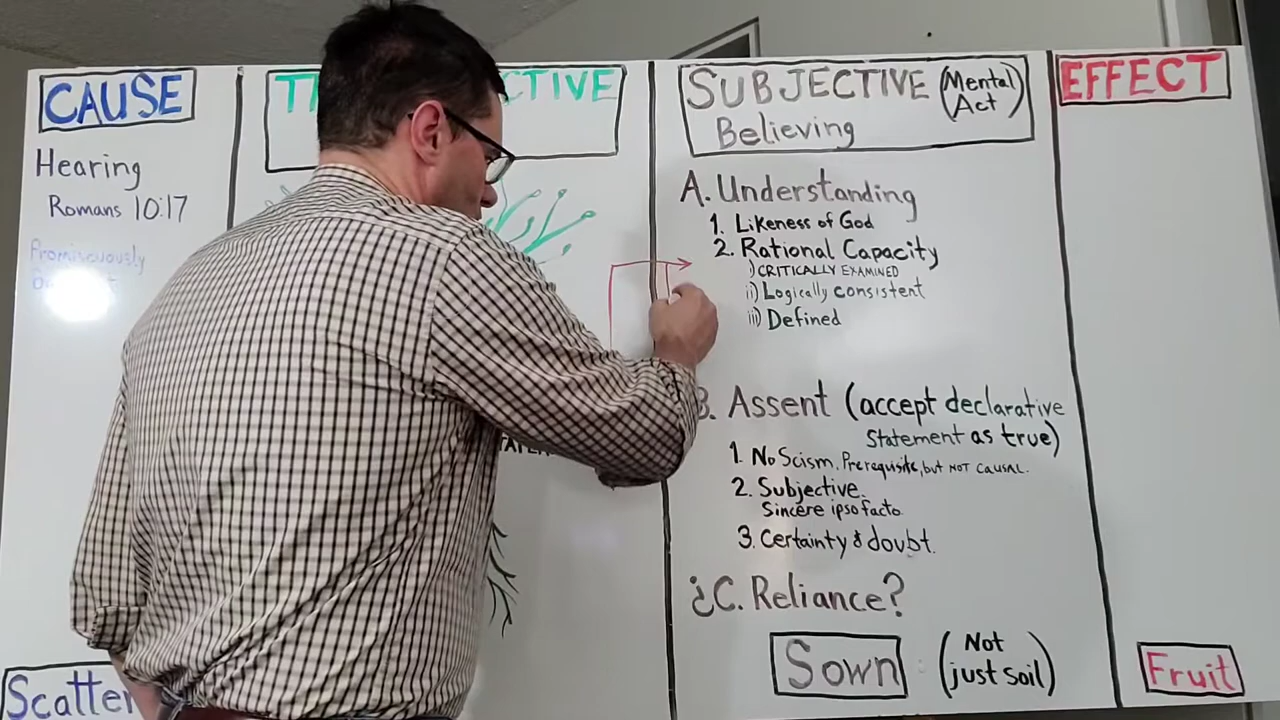 CAUSE
Hearing
Romans 10:17
Promiscuously
Scatter
CTIVE
SUBJECTIVE (Mental Act)
Believing
A. Understanding
1. Likeness of God
2. Rational Capacity
i) CRITICALLY EXAMINED
ii) Logically consistent
iii) Defined
B. Assent (accept declarative
Statement as true)
1. No Scism. Prerequisite, but NOT CAUSAL.
2. Subjective.
Sincere ipso facto
3. Certainty & doubt.
¿C. Reliance?
Sown (Not just soil)
EFFECT
Fruit